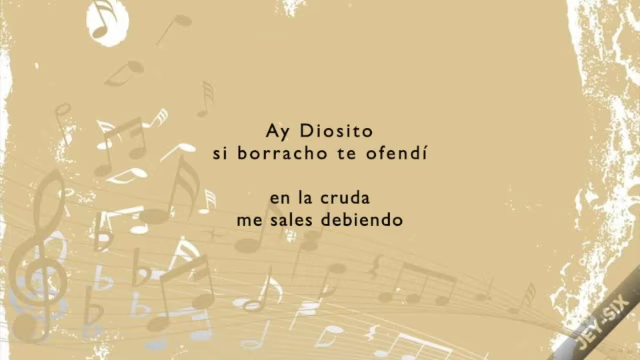 Ay Diosito
si borracho te ofendí
en la cruda
me sales debiendo
JEY-SIX